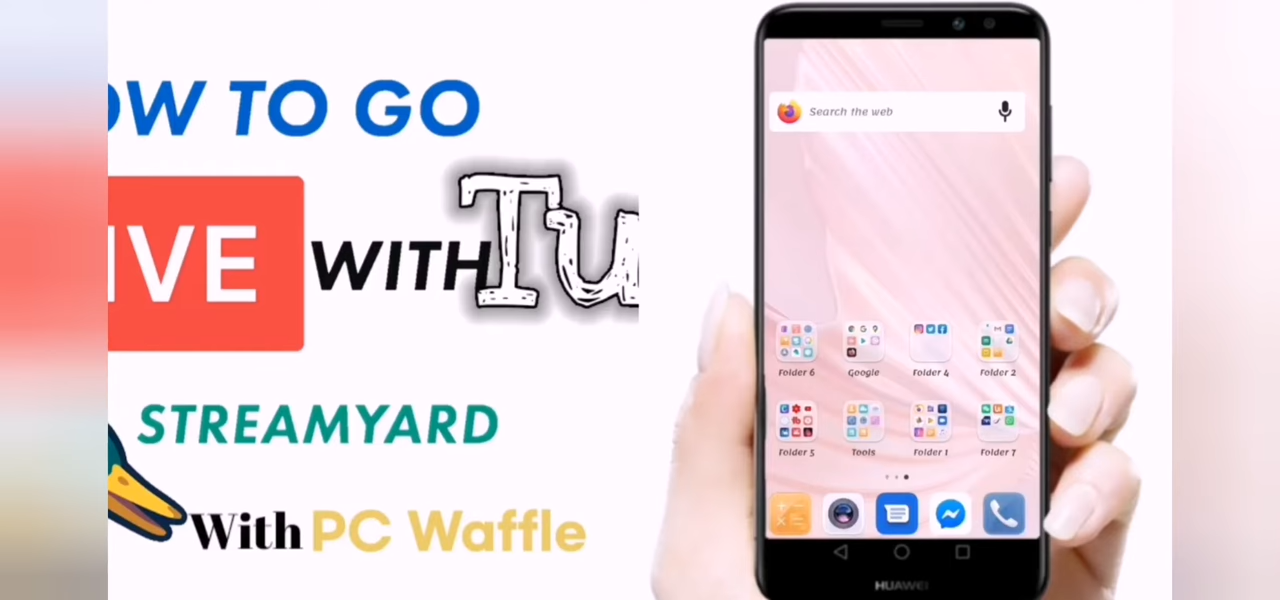 OW TO GO
IVE WITH Tu
STREAMYARD
With PC Waffle
Search the web
Folder 6 Google Folder 4 Folder 2
Folder 5 Tools Folder 1 Folder 7
HUAWEI